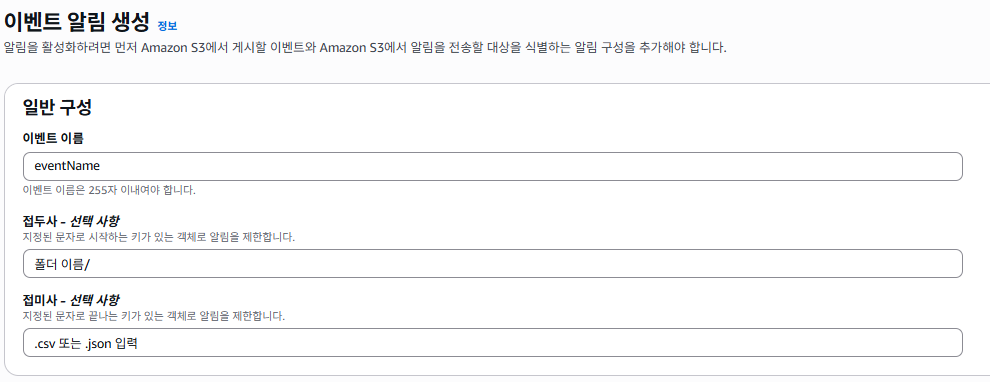 이벤트 알림 생성 정보
알림을 활성화하려면 먼저 Amazon S3에서 게시할 이벤트와 Amazon S3에서 알림을 전송할 대상을 식별하는 알림 구성을 추가해야 합니다.
일반 구성
이벤트 이름
eventName
이벤트 이름은 255자 이내여야 합니다.
접두사 - 선택 사항
지정된 문자로 시작하는 키가 있는 객체로 알림을 제한합니다.
폴더 이름/
접미사 - 선택 사항
지정된 문자로 끝나는 키가 있는 객체로 알림을 제한합니다.
.csv 또는 .json 입력